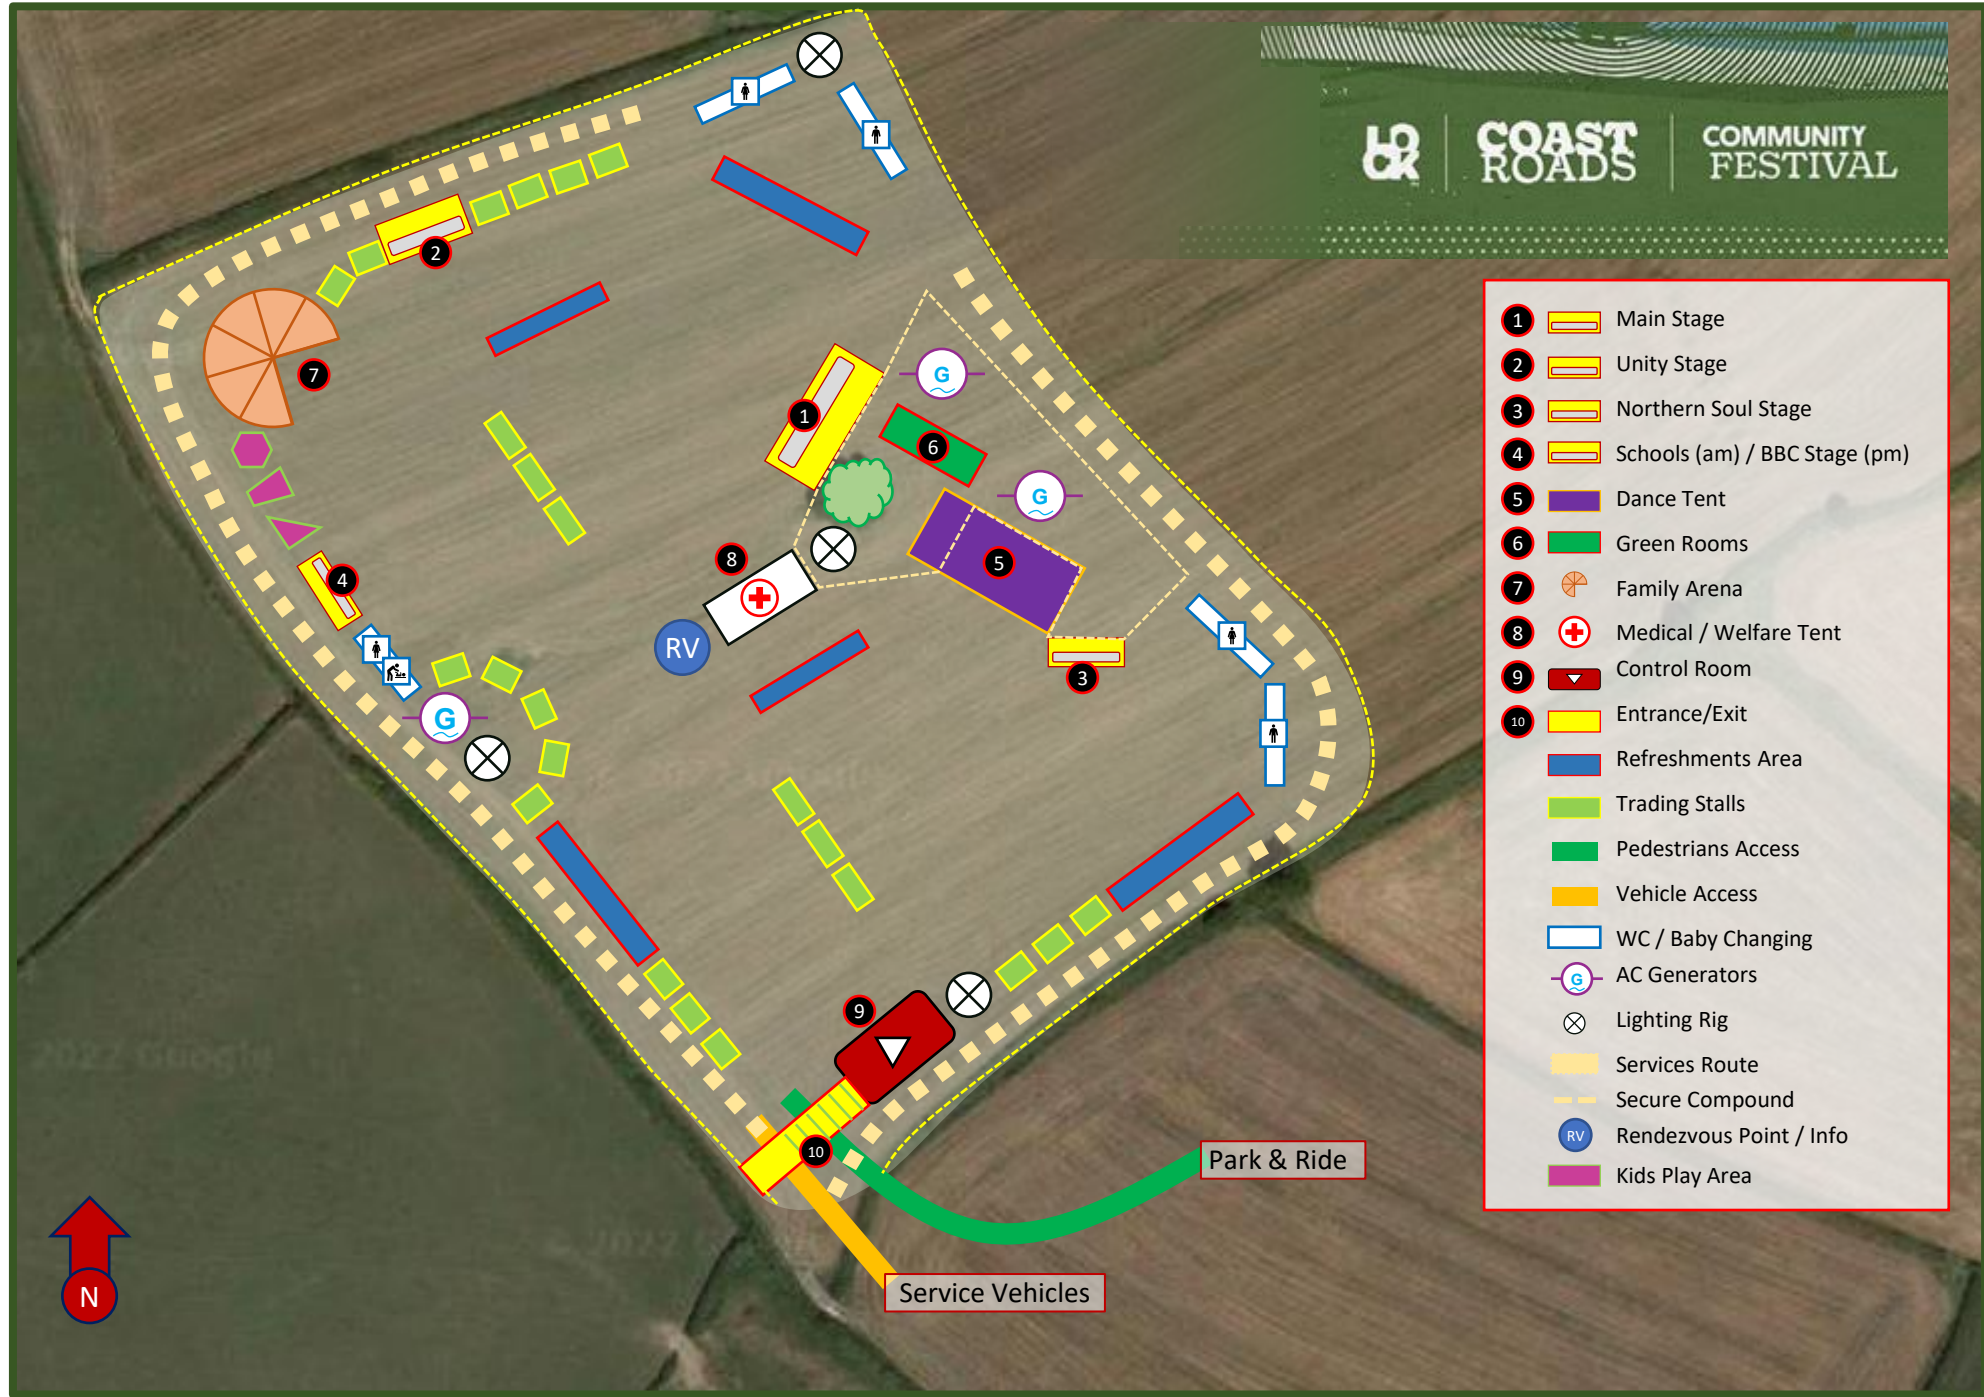 LOCK
COAST
ROADS
COMMUNITY
FESTIVAL
1 Main Stage
2 Unity Stage
3 Northern Soul Stage
4 Schools (am) / BBC Stage (pm)
5 Dance Tent
6 Green Rooms
7 Family Arena
8 Medical / Welfare Tent
9 Control Room
10 Entrance/Exit
Refreshments Area
Trading Stalls
Pedestrians Access
Vehicle Access
WC / Baby Changing
G AC Generators
Lighting Rig
Services Route
Secure Compound
RV Rendezvous Point / Info
Kids Play Area
2
7
1
G
6
G
8
5
4
RV
3
G
9
10
Park & Ride
Service Vehicles
N
2022 Google
© 2022